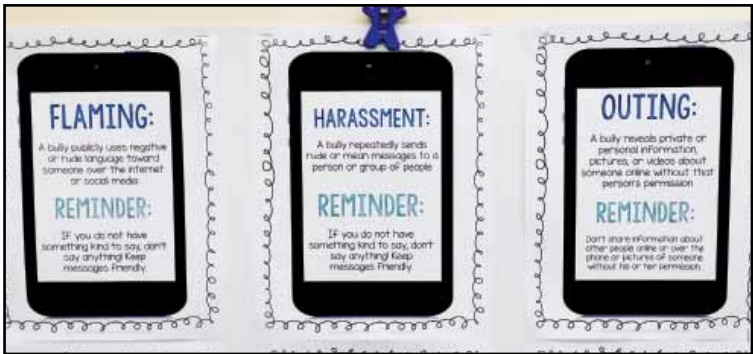 FLAMING:
A bully publicly uses negative
or rude language toward
someone over the internet
or social media
REMINDER:
If you do not have
something kind to say, don't
say anything! Keep
messages friendly.
HARASSMENT:
A bully repeatedly sends
rude or mean messages to a
person or group of people
REMINDER:
If you do not have
something kind to say, don't
say anything! Keep
messages friendly.
OUTING:
A bully reveals private or
personal information,
pictures, or videos about
someone online without that
person's permission
REMINDER:
Don't share information about
other people online or over the
phone or pictures of someone
without his or her permission.